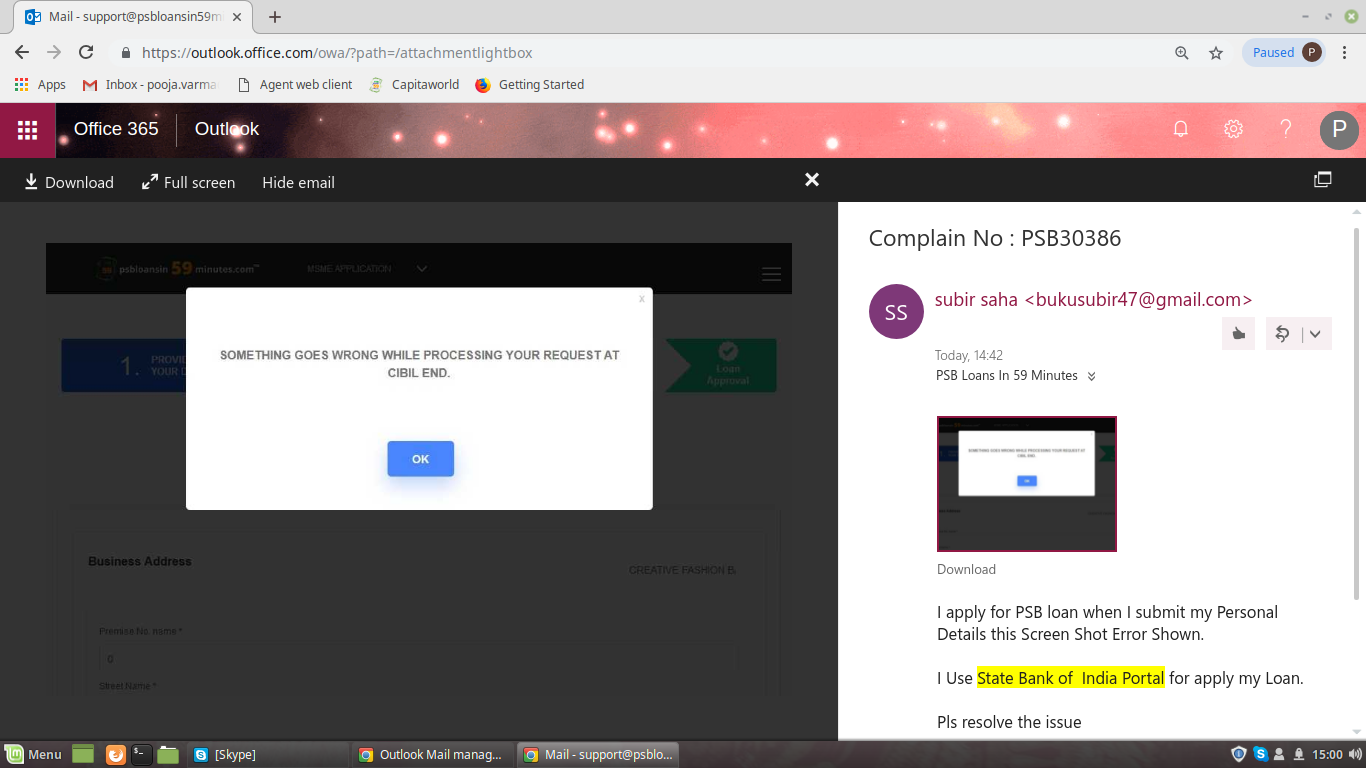 Mail - support@psbloansin59m
https://outlook.office.com/owa/?path=/attachmentlightbox
Paused
P
Apps
Inbox - pooja.varma
Agent web client
Capitaworld
Getting Started
Office 365
Outlook
P
Download
Full screen
Hide email
psbloansin 59 minutes.com™
MSME APPLICATION
X
SOMETHING GOES WRONG WHILE PROCESSING YOUR REQUEST AT
CIBIL END.
OK
1.
PROVI
YOUR D
Loan
Approval
Business Address
CREATIVE FASHION
Premise No. name *
0
Street Name *
Complain No : PSB30386
SS
subir saha <bukusubir47@gmail.com>
Today, 14:42
PSB Loans In 59 Minutes
SOMETHING GOES WRONG WHILE PROCESSING YOUR REQUEST AT
CIBIL END.
OK
Download
I apply for PSB loan when I submit my Personal
Details this Screen Shot Error Shown.
I Use State Bank of  India Portal for apply my Loan.
Pls resolve the issue
Menu
[Skype]
Outlook Mail manag...
Mail - support@psblo...
15:00